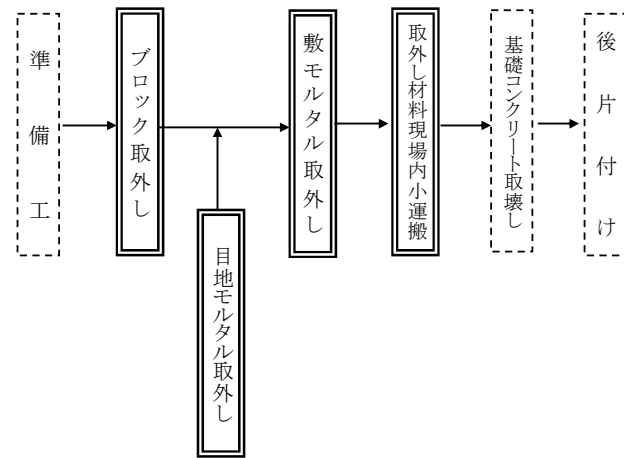 準備工
ブロック取外し
目地モルタル取外し
敷モルタル取外し
取外し材料現場内小運搬
基礎コンクリート取壊し
後片付け